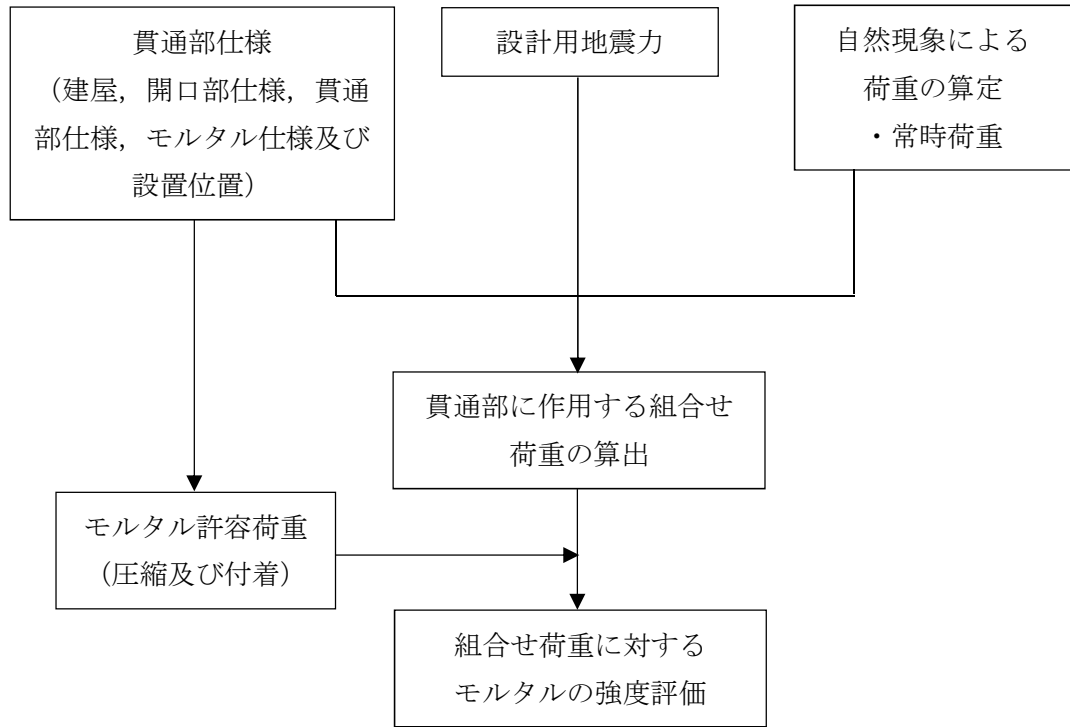 貫通部仕様
（建屋，開口部仕様，貫通
部仕様，モルタル仕様及び
設置位置）
設計用地震力
自然現象による
荷重の算定
・常時荷重
貫通部に作用する組合せ
荷重の算出
モルタル許容荷重
（圧縮及び付着）
組合せ荷重に対する
モルタルの強度評価